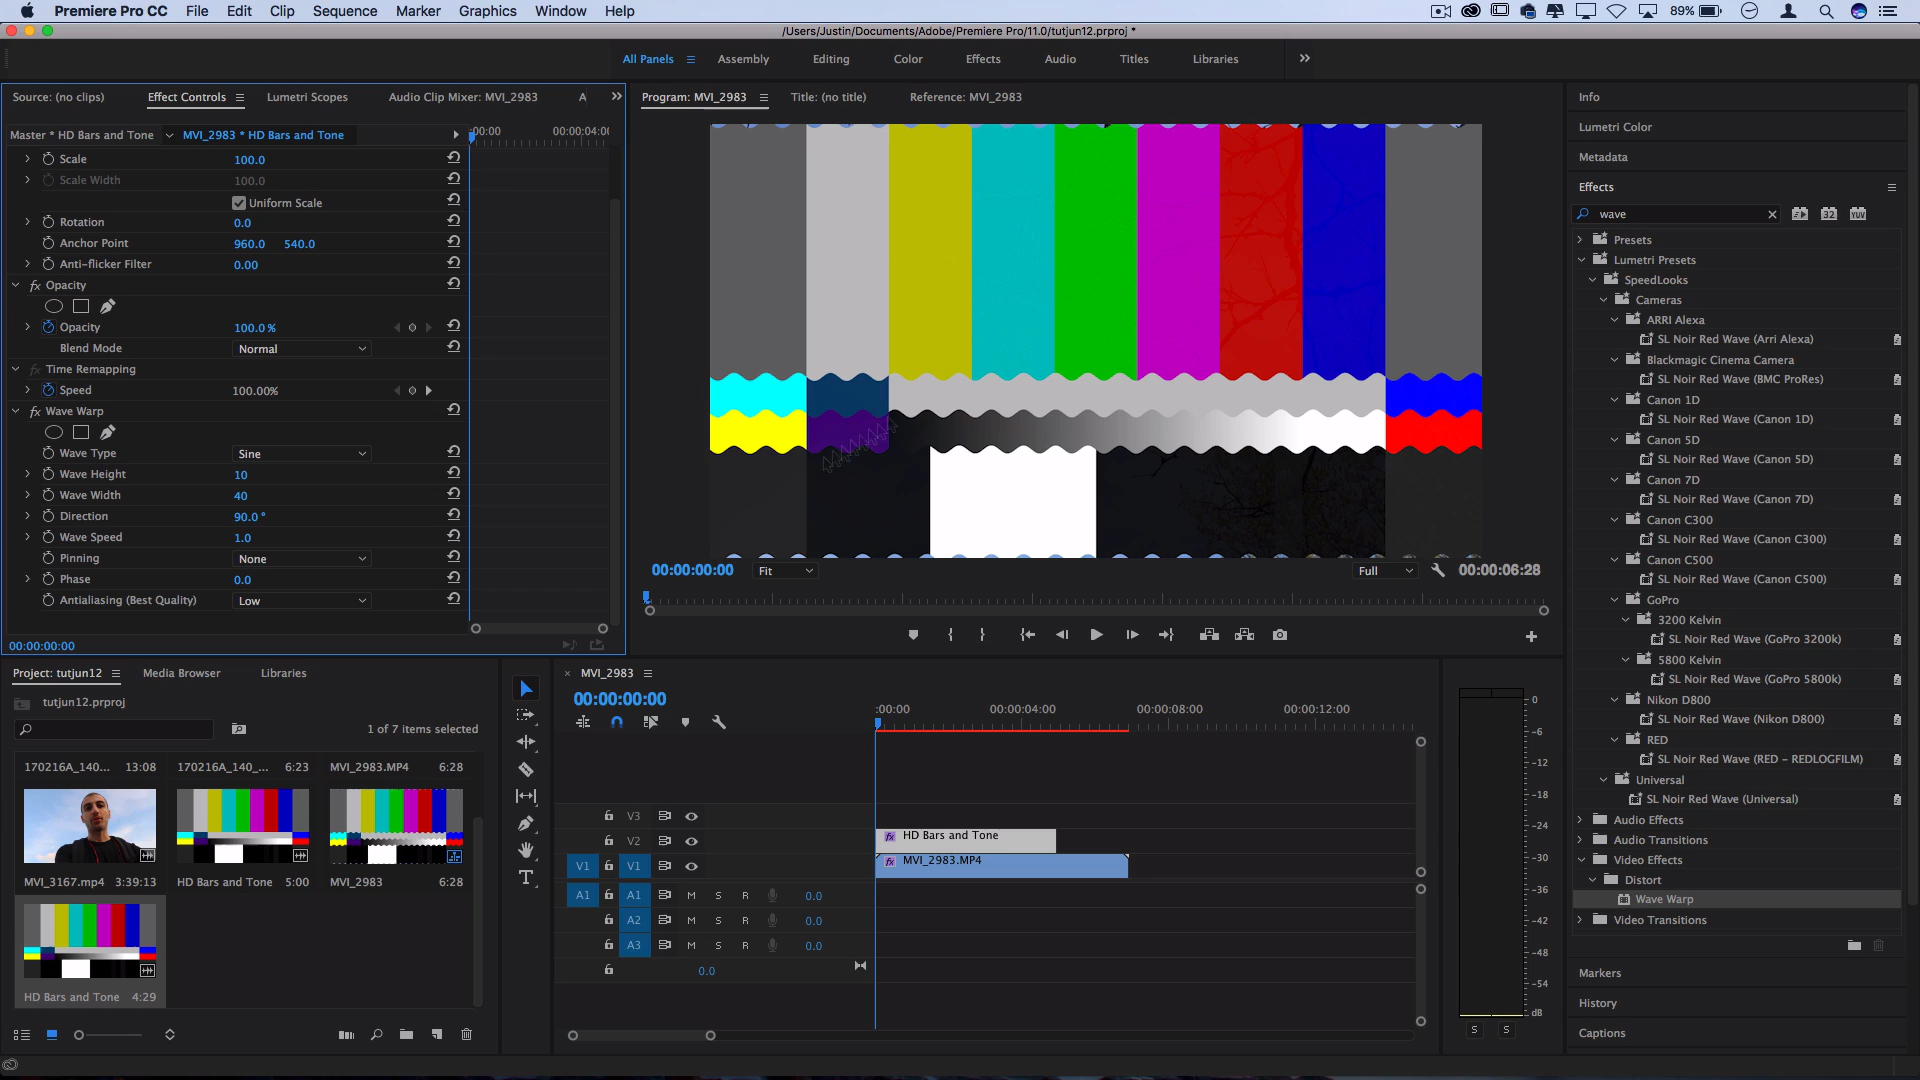 Premiere Pro CC File Edit Clip Sequence Marker Graphics Window Help 89%
/Users/Justin/Documents/Adobe/Premiere Pro/11.0/tutjun12.prproj *
All Panels Assembly Editing Color Effects Audio Titles Libraries
Source: (no clips) Effect Controls Lumetri Scopes Audio Clip Mixer: MVI_2983 A
Master * HD Bars and Tone MVI_2983 * HD Bars and Tone
:00:00 00:00:04:00
Scale 100.0
Scale Width 100.0
Uniform Scale
Rotation 0.0
Anchor Point 960.0 540.0
Anti-flicker Filter 0.00
fx Opacity
Opacity 100.0 %
Blend Mode Normal
fx Time Remapping
Speed 100.00%
fx Wave Warp
Wave Type Sine
Wave Height 10
Wave Width 40
Direction 90.0 °
Wave Speed 1.0
Pinning None
Phase 0.0
Antialiasing (Best Quality) Low
00:00:00:00
Program: MVI_2983 Title: (no title) Reference: MVI_2983
00:00:00:00 Fit Full 00:00:06:28
Info
Lumetri Color
Metadata
Effects
wave 32 YUV
Presets
Lumetri Presets
SpeedLooks
Cameras
ARRI Alexa
SL Noir Red Wave (Arri Alexa)
Blackmagic Cinema Camera
SL Noir Red Wave (BMC ProRes)
Canon 1D
SL Noir Red Wave (Canon 1D)
Canon 5D
SL Noir Red Wave (Canon 5D)
Canon 7D
SL Noir Red Wave (Canon 7D)
Canon C300
SL Noir Red Wave (Canon C300)
Canon C500
SL Noir Red Wave (Canon C500)
GoPro
3200 Kelvin
SL Noir Red Wave (GoPro 3200k)
5800 Kelvin
SL Noir Red Wave (GoPro 5800k)
Nikon D800
SL Noir Red Wave (Nikon D800)
RED
SL Noir Red Wave (RED - REDLOGFILM)
Universal
SL Noir Red Wave (Universal)
Audio Effects
Audio Transitions
Video Effects
Distort
Wave Warp
Video Transitions
Markers
History
Captions
Project: tutjun12 Media Browser Libraries
tutjun12.prproj
1 of 7 items selected
170216A_140_... 13:08 170216A_140_... 6:23 MVI_2983.MP4 6:28
MVI_3167.mp4 3:39:13 HD Bars and Tone 5:00 MVI_2983 6:28
HD Bars and Tone 4:29
MVI_2983
00:00:00:00
:00:00 00:00:04:00 00:00:08:00 00:00:12:00
V3
V2 fx HD Bars and Tone
V1 V1 fx MVI_2983.MP4
A1 A1 M S R 0.0
A2 M S R 0.0
A3 M S R 0.0
0.0
0
-6
-12
-18
-24
-30
-36
-42
-48
-54
dB
S S